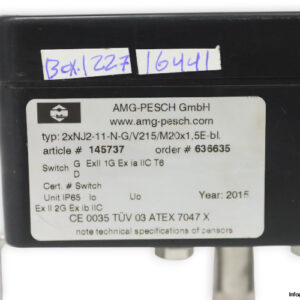 Box.1227 16441
AMG-PESCH GmbH
www.amg-pesch.com
typ: 2xNJ2-11-N-G/V215/M20x1,5E-bl.
article # 145737 order # 636635
Switch G ExII 1G Ex ia IIC T6
D
Cert. # Switch
Unit IP65 Io Uo Year: 2015
Ex II 2G Ex ib IIC
CE 0035 TÜV 03 ATEX 7047 X
note technical specifications of sensors